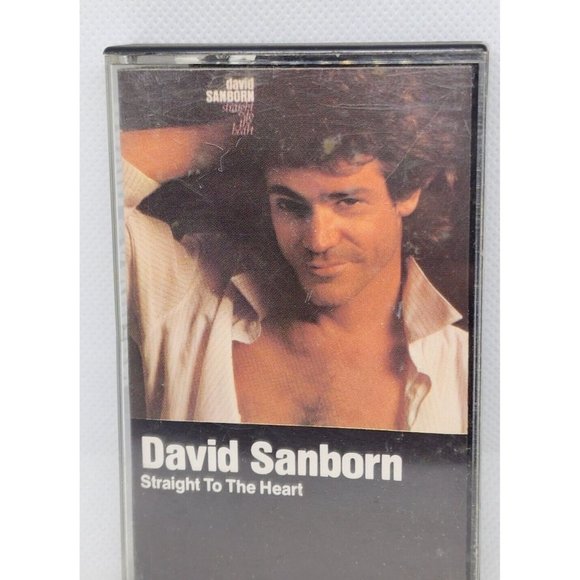 david
SANBORN
straight
to
the
heart
David Sanborn
Straight To The Heart